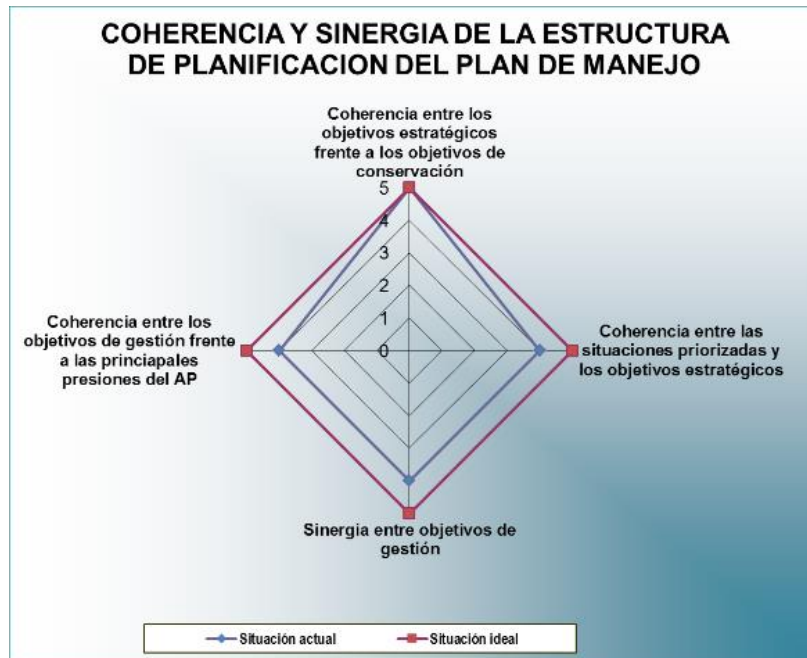 COHERENCIA Y SINERGIA DE LA ESTRUCTURA
DE PLANIFICACION DEL PLAN DE MANEJO
Coherencia entre los
objetivos estratégicos
frente a los objetivos de
conservación
5
4
3
2
1
0
Coherencia entre los
objetivos de gestión frente
a las princiapales
presiones del AP
Coherencia entre las
situaciones priorizadas y
los objetivos estratégicos
Sinergia entre objetivos de
gestión
Situación actual
Situación ideal